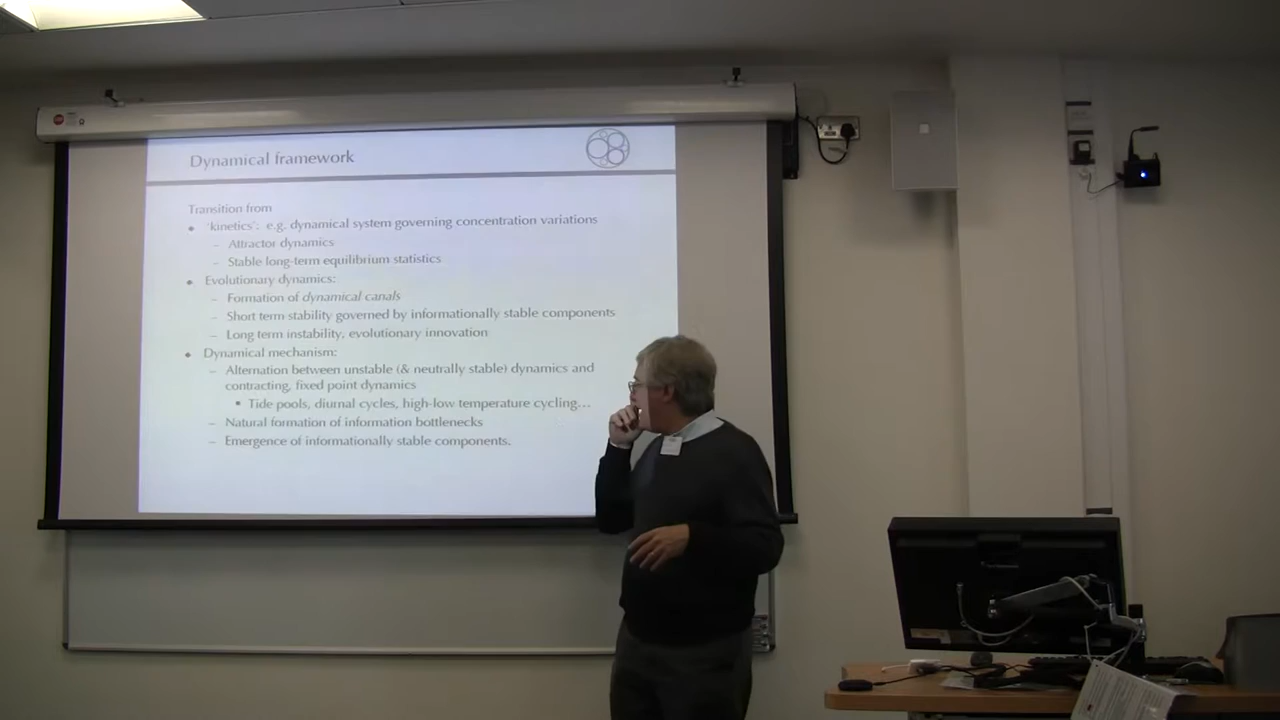 Dynamical framework
Transition from
• 'kinetics': e.g. dynamical system governing concentration variations
– Attractor dynamics
– Stable long-term equilibrium statistics
• Evolutionary dynamics:
– Formation of dynamical canals
– Short term stability governed by informationally stable components
– Long term instability, evolutionary innovation
• Dynamical mechanism:
– Alternation between unstable (& neutrally stable) dynamics and
contracting, fixed point dynamics
▪ Tide pools, diurnal cycles, high-low temperature cycling…
– Natural formation of information bottlenecks
– Emergence of informationally stable components.